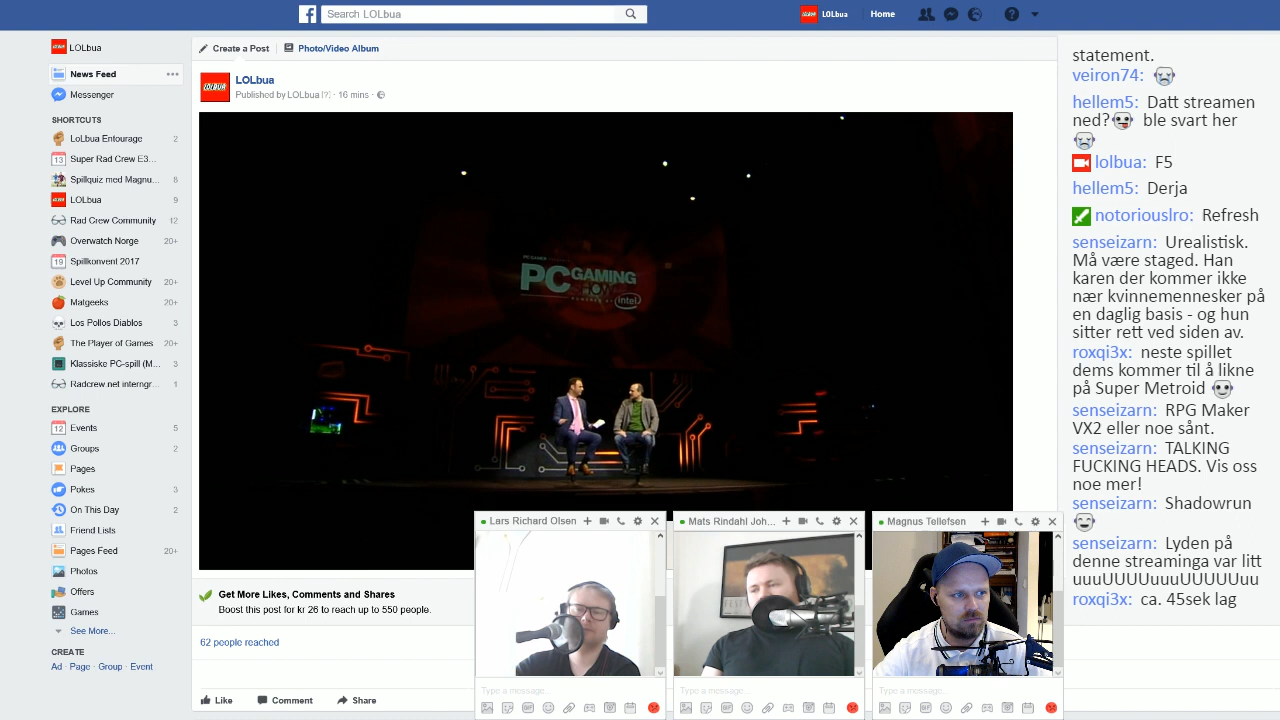 Search LOLbua
LOLbua
Home
LOLbua
News Feed
Messenger
SHORTCUTS
LoLbua Entourage 2
Super Rad Crew E3...
Spillquiz med Magnu... 8
LOLbua 9
Rad Crew Community 12
Overwatch Norge 20+
Spillkonvent 2017
Level Up Community 20+
Matgeeks 20+
Los Pollos Diablos 3
The Player of Games 20+
Klassiske PC-spill (M... 3
Radcrew.net interngr... 1
EXPLORE
Events 5
Groups 2
Pages
Pokes 3
On This Day 2
Friend Lists
Pages Feed 20+
Photos
Offers
Games
See More...
CREATE
Ad · Page · Group · Event
Create a Post
Photo/Video Album
LOLbua
Published by LOLbua [?] · 16 mins ·
PC GAMING
SHOW
intel
Get More Likes, Comments and Shares
Boost this post for kr 26 to reach up to 550 people.
62 people reached
Like
Comment
Share
Lars Richard Olsen
Type a message...
Mats Rindahl Joh...
Type a message...
Magnus Tellefsen
Type a message...
statement.
veiron74:
hellem5: Datt streamen
ned? ble svart her
lolbua: F5
hellem5: Derja
notoriouslro: Refresh
senseizarn: Urealistisk.
Må være staged. Han
karen der kommer ikke
nær kvinnemennesker på
en daglig basis - og hun
sitter rett ved siden av.
roxqi3x: neste spillet
dems kommer til å likne
på Super Metroid
senseizarn: RPG Maker
VX2 eller noe sånt.
senseizarn: TALKING
FUCKING HEADS. Vis oss
noe mer!
senseizarn: Shadowrun
senseizarn: Lyden på
denne streaminga var litt
uuuUUUUuuuUUUUUuu
roxqi3x: ca. 45sek lag